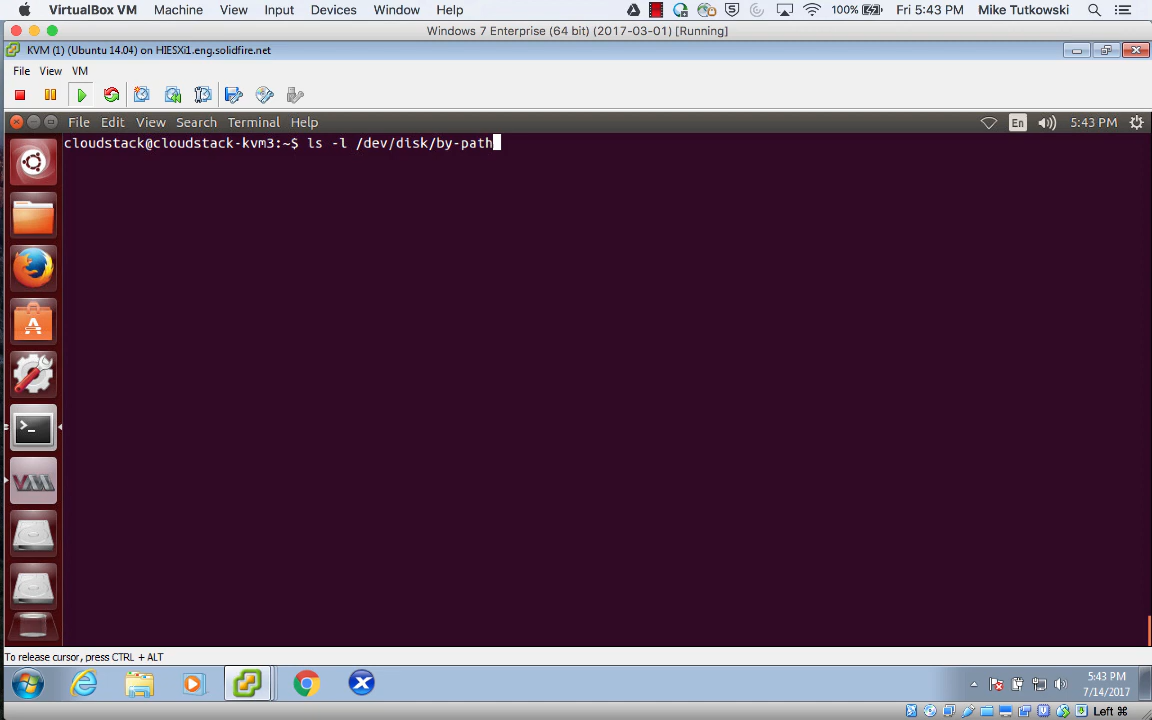 VirtualBox VM Machine View Input Devices Window Help 100% Fri 5:43 PM Mike Tutkowski
Windows 7 Enterprise (64 bit) (2017-03-01) [Running]
KVM (1) (Ubuntu 14.04) on HIESXi1.eng.solidfire.net
File View VM
File Edit View Search Terminal Help En 5:43 PM
cloudstack@cloudstack-kvm3:~$ ls -l /dev/disk/by-path
To release cursor, press CTRL + ALT
5:43 PM
7/14/2017
Left ⌘